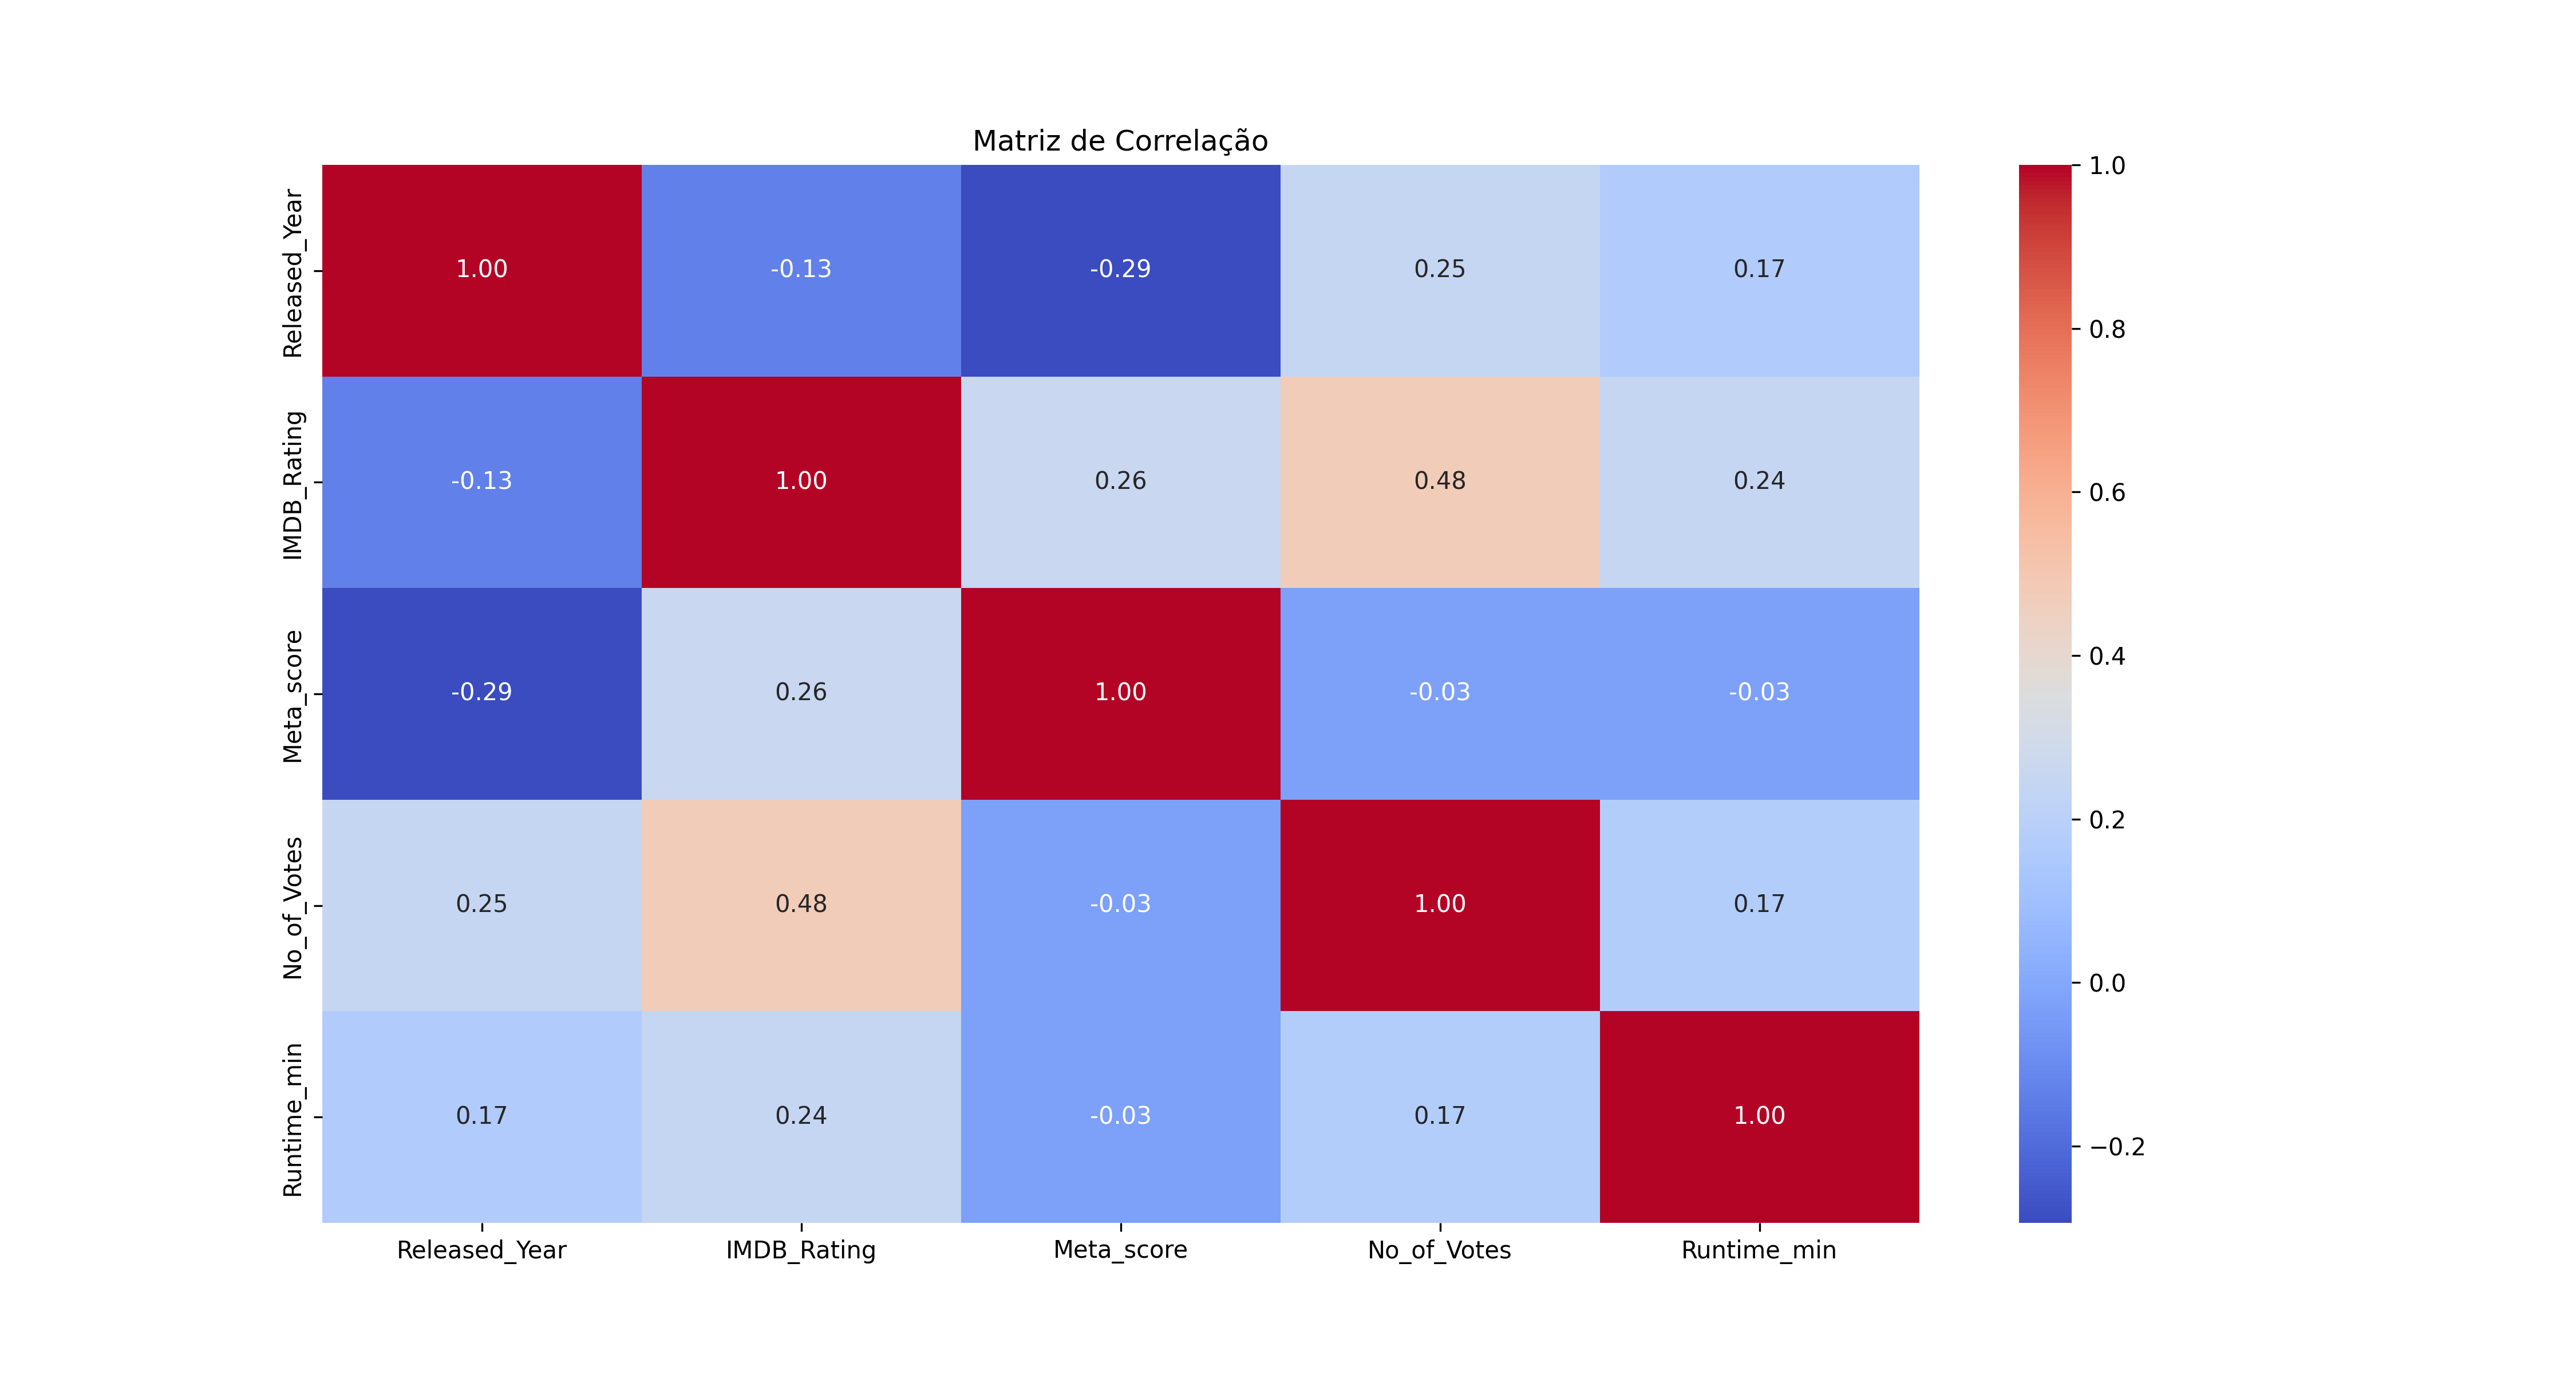 Matriz de Correlação
Released_Year
1.00 -0.13 -0.29 0.25 0.17
IMDB_Rating
-0.13 1.00 0.26 0.48 0.24
Meta_score
-0.29 0.26 1.00 -0.03 -0.03
No_of_Votes
0.25 0.48 -0.03 1.00 0.17
Runtime_min
0.17 0.24 -0.03 0.17 1.00
Released_Year IMDB_Rating Meta_score No_of_Votes Runtime_min
1.0
0.8
0.6
0.4
0.2
0.0
−0.2